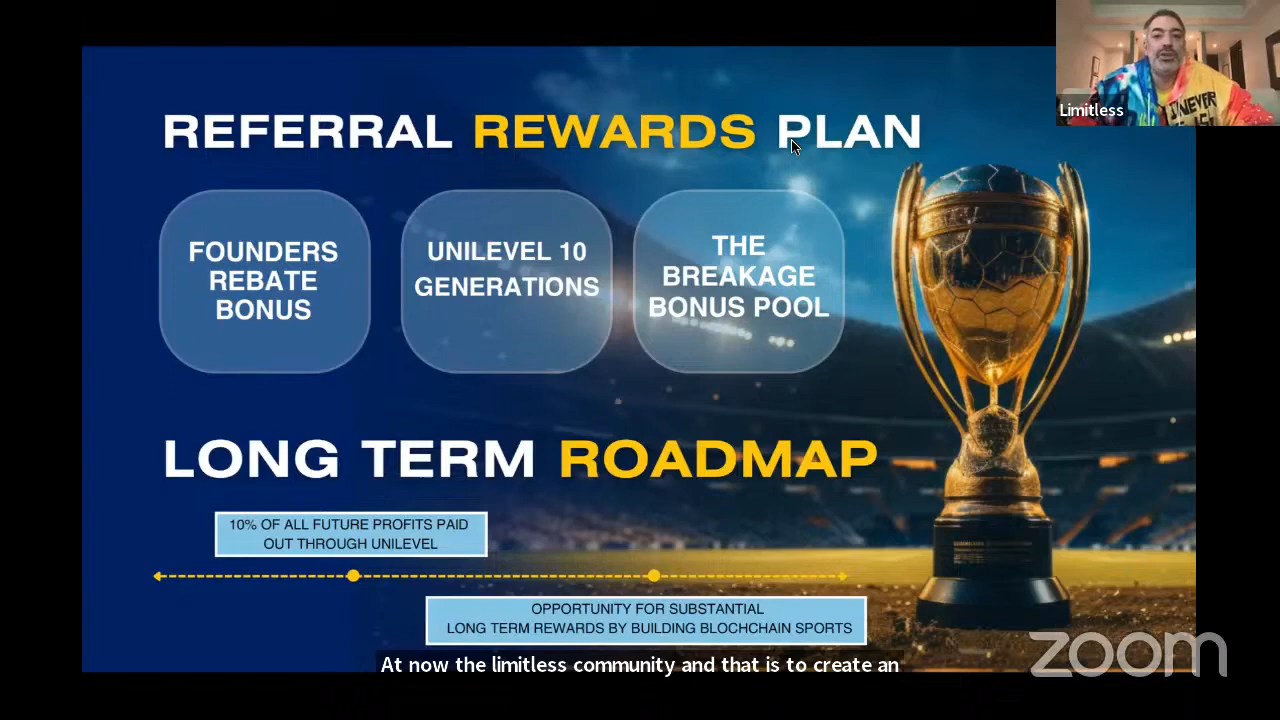 Limitless
REFERRAL REWARDS PLAN
FOUNDERS
REBATE
BONUS
UNILEVEL 10
GENERATIONS
THE
BREAKAGE
BONUS POOL
LONG TERM ROADMAP
10% OF ALL FUTURE PROFITS PAID
OUT THROUGH UNILEVEL
OPPORTUNITY FOR SUBSTANTIAL
LONG TERM REWARDS BY BUILDING BLOCHCHAIN SPORTS
At now the limitless community and that is to create an
zoom